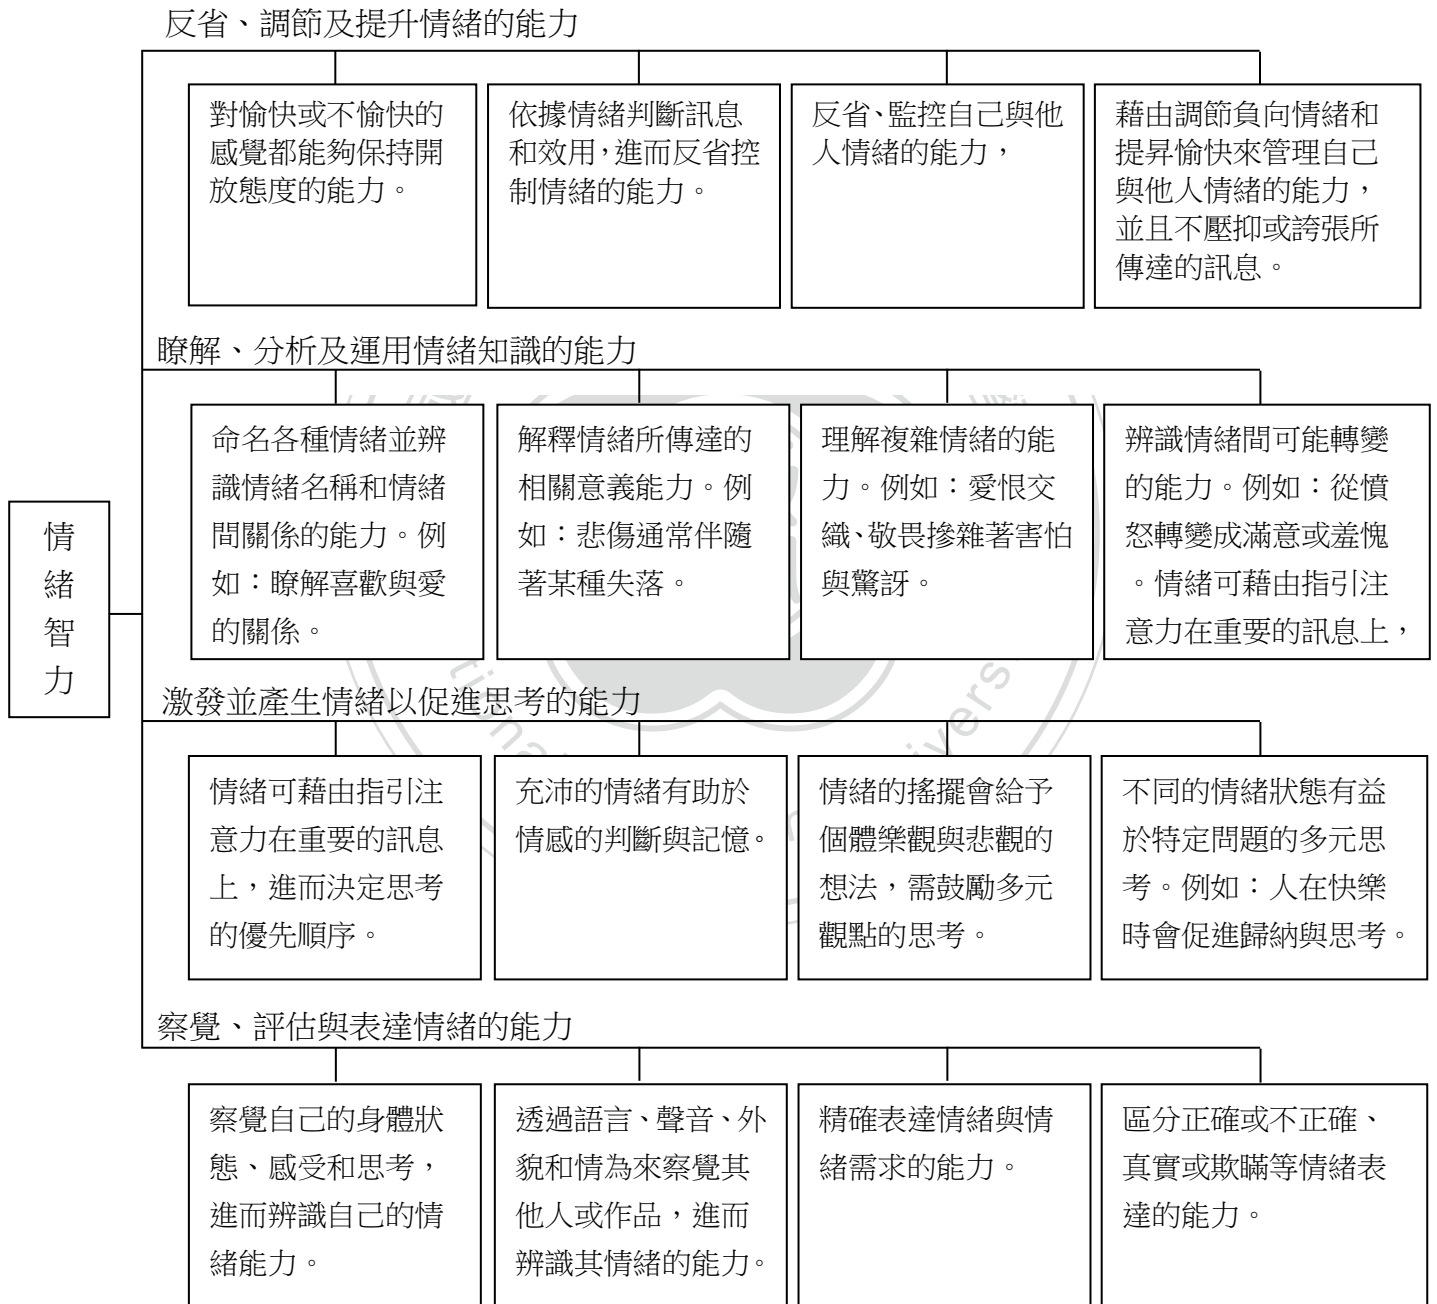 反省、調節及提升情緒的能力
對愉快或不愉快的
感覺都能夠保持開
放態度的能力。
依據情緒判斷訊息
和效用,進而反省控
制情緒的能力。
反省、監控自己與他
人情緒的能力,
藉由調節負向情緒和
提昇愉快來管理自己
與他人情緒的能力,
並且不壓抑或誇張所
傳達的訊息。
瞭解、分析及運用情緒知識的能力
命名各種情緒並辨
識情緒名稱和情緒
間關係的能力。例
如:瞭解喜歡與愛
的關係。
解釋情緒所傳達的
相關意義能力。例
如:悲傷通常伴隨
著某種失落。
理解複雜情緒的能
力。例如:愛恨交
織、敬畏摻雜著害怕
與驚訝。
辨識情緒間可能轉變
的能力。例如:從憤
怒轉變成滿意或羞愧
。情緒可藉由指引注
意力在重要的訊息上,
情
緒
智
力
激發並產生情緒以促進思考的能力
情緒可藉由指引注
意力在重要的訊息
上,進而決定思考
的優先順序。
充沛的情緒有助於
情感的判斷與記憶。
情緒的搖擺會給予
個體樂觀與悲觀的
想法,需鼓勵多元
觀點的思考。
不同的情緒狀態有益
於特定問題的多元思
考。例如:人在快樂
時會促進歸納與思考。
察覺、評估與表達情緒的能力
察覺自己的身體狀
態、感受和思考,
進而辨識自己的情
緒能力。
透過語言、聲音、外
貌和情為來察覺其
他人或作品,進而
辨識其情緒的能力。
精確表達情緒與情
緒需求的能力。
區分正確或不正確、
真實或欺瞞等情緒表
達的能力。